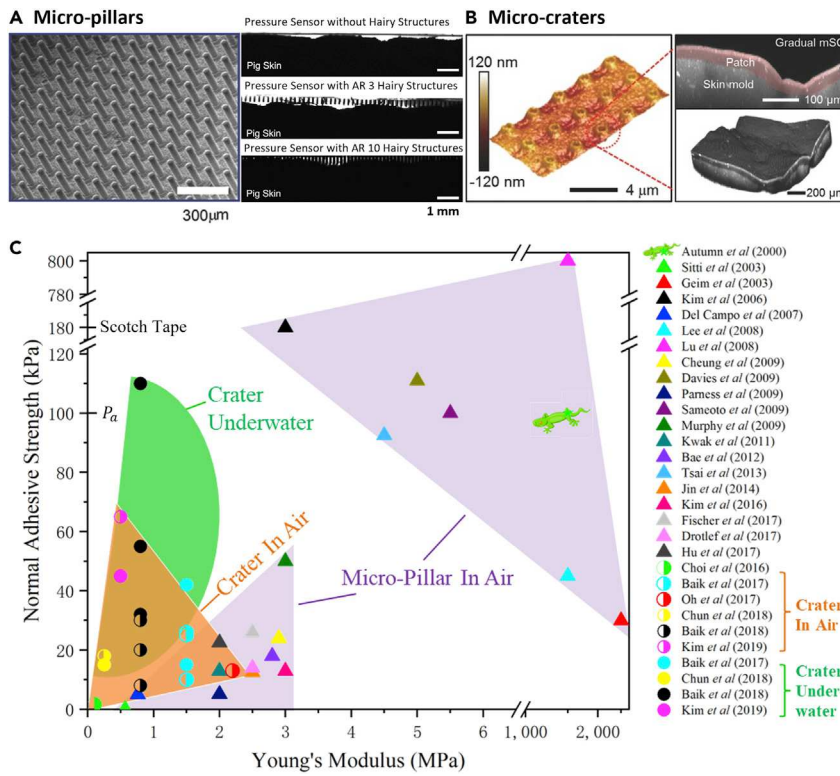 A Micro-pillars
300μm
Pressure Sensor without Hairy Structures
Pig Skin
Pressure Sensor with AR 3 Hairy Structures
Pig Skin
Pressure Sensor with AR 10 Hairy Structures
Pig Skin
1 mm
B Micro-craters
120 nm
-120 nm
4 μm
Gradual mSC
Patch
Skin mold
100 μm
200 μm
C
Normal Adhesive Strength (kPa)
800
780
Scotch Tape
180
120
100
80
60
40
20
0
Pa
Crater
Underwater
Crater In Air
Micro-Pillar In Air
0 1 2 3 4 5 6 1,000 2,000
Young's Modulus (MPa)
Autumn et al (2000)
Sitti et al (2003)
Geim et al (2003)
Kim et al (2006)
Del Campo et al (2007)
Lee et al (2008)
Lu et al (2008)
Cheung et al (2009)
Davies et al (2009)
Parness et al (2009)
Sameoto et al (2009)
Murphy et al (2009)
Kwak et al (2011)
Bae et al (2012)
Tsai et al (2013)
Jin et al (2014)
Kim et al (2016)
Fischer et al (2017)
Drotlef et al (2017)
Hu et al (2017)
Choi et al (2016)
Baik et al (2017)
Oh et al (2017)
Chun et al (2018)
Baik et al (2018)
Kim et al (2019)
Crater
In Air
Baik et al (2017)
Chun et al (2018)
Baik et al (2018)
Kim et al (2019)
Crater
Under
water